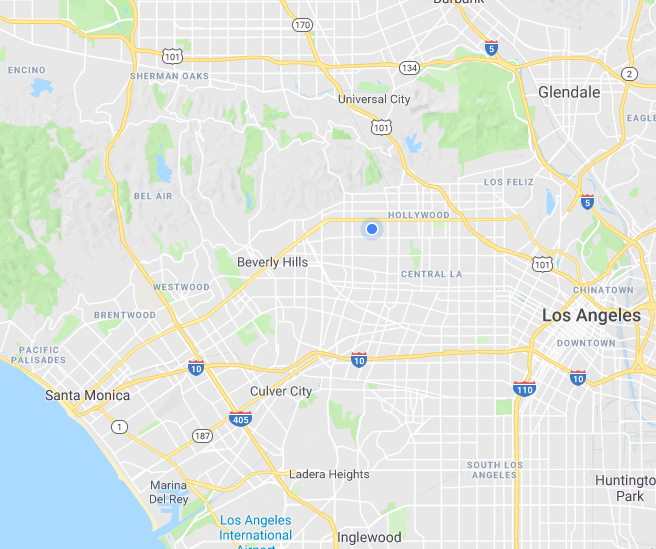 Burbank
170
5
101
134
2
ENCINO
SHERMAN OAKS
Glendale
Universal City
EAGLE
101
LOS FELIZ
BEL AIR
5
HOLLYWOOD
Beverly Hills
101
CENTRAL LA
WESTWOOD
CHINATOWN
BRENTWOOD
Los Angeles
DOWNTOWN
PACIFIC
PALISADES
10
10
10
Santa Monica
Culver City
110
405
1
187
SOUTH LOS
ANGELES
Ladera Heights
Marina
Del Rey
Huntingto
Park
Los Angeles
International
Airport
Inglewood